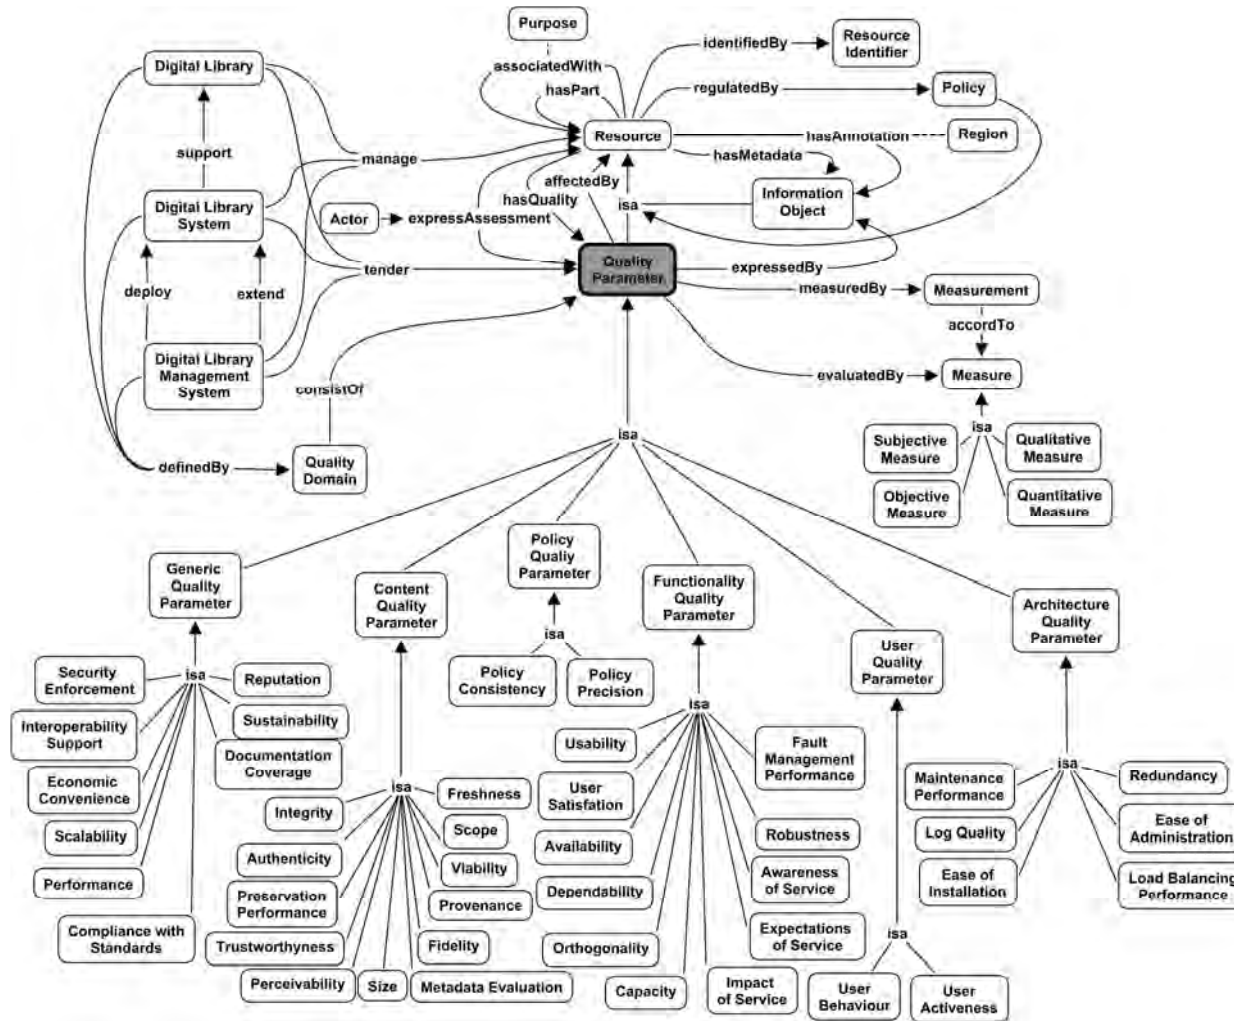 Purpose
Digital Library
identifiedBy
Resource
Identifier
associatedWith
hasPart
regulatedBy
Policy
Resource
hasAnnotation
Region
support
manage
hasMetadata
affectedBy
hasQuality
isa
Information
Object
Digital Library
System
Actor
expressAssessment
Quality
Parameter
tender
expressedBy
measuredBy
Measurement
deploy
extend
accordTo
Digital Library
Management
System
consistOf
evaluatedBy
Measure
isa
Subjective
Measure
Qualitative
Measure
Objective
Measure
Quantitative
Measure
isa
definedBy
Quality
Domain
Generic
Quality
Parameter
Content
Quality
Parameter
Policy
Qualiy
Parameter
Functionality
Quality
Parameter
User
Quality
Parameter
Architecture
Quality
Parameter
isa
Security
Enforcement
Reputation
Interoperability
Support
Sustainability
Economic
Convenience
Documentation
Coverage
Scalability
Performance
Compliance with
Standards
isa
Integrity
Freshness
Authenticity
Scope
Viability
Preservation
Performance
Provenance
Trustworthyness
Fidelity
Perceivability
Size
Metadata Evaluation
isa
Policy
Consistency
Policy
Precision
isa
Usability
Fault
Management
Performance
User
Satisfation
Availability
Robustness
Dependability
Awareness
of Service
Orthogonality
Expectations
of Service
Capacity
Impact
of Service
isa
User
Behaviour
User
Activeness
isa
Maintenance
Performance
Redundancy
Log Quality
Ease of
Administration
Ease of
Installation
Load Balancing
Performance